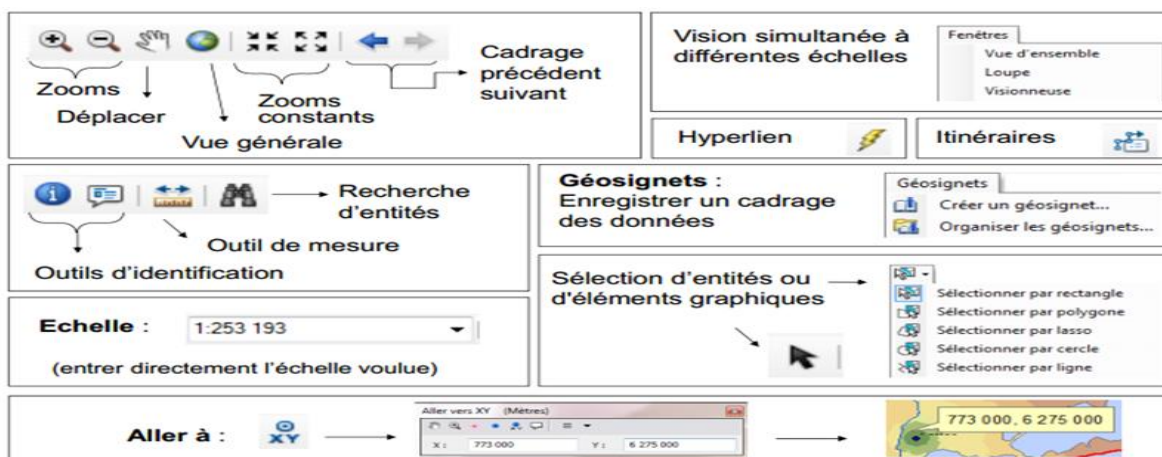 Zooms
Déplacer
Vue générale
Zooms
constants
Cadrage
précédent
suivant
Vision simultanée à
différentes échelles
Fenêtres
Vue d'ensemble
Loupe
Visionneuse
Hyperlien
Itinéraires
Recherche
d'entités
Outil de mesure
Outils d'identification
Géosignets :
Enregistrer un cadrage
des données
Géosignets
Créer un géosignet...
Organiser les géosignets...
Echelle : 1:253 193
(entrer directement l'échelle voulue)
Sélection d'entités ou
d'éléments graphiques
Sélectionner par rectangle
Sélectionner par polygone
Sélectionner par lasso
Sélectionner par cercle
Sélectionner par ligne
Aller à :
XY
Aller vers XY (Mètres)
X : 773 000 Y : 6 275 000
773 000, 6 275 000